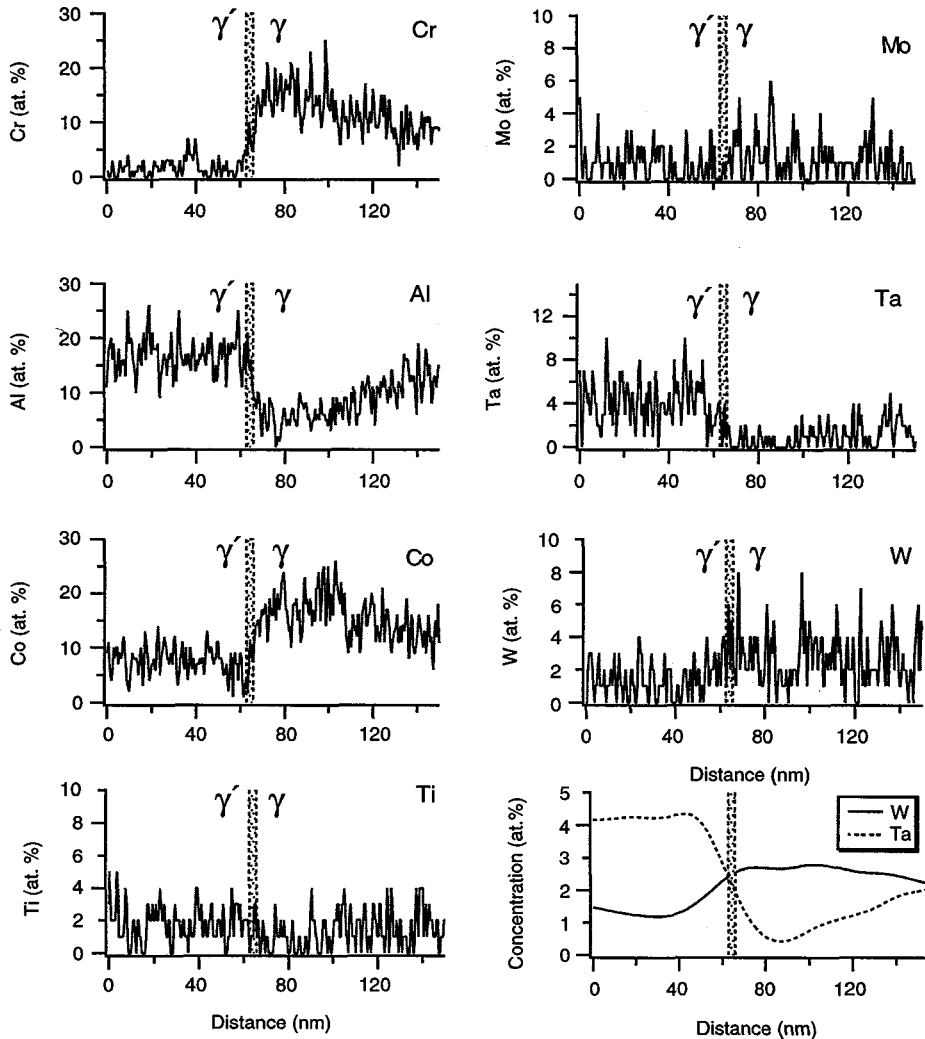 γ´ γ Cr
Cr (at. %)
30
20
10
0
0 40 80 120
γ´ γ Mo
Mo (at. %)
10
8
6
4
2
0
0 40 80 120
γ´ γ Al
Al (at. %)
30
20
10
0
0 40 80 120
γ´ γ Ta
Ta (at. %)
12
8
4
0
0 40 80 120
γ´ γ Co
Co (at. %)
30
20
10
0
0 40 80 120
γ´ γ W
W (at. %)
10
8
6
4
2
0
0 40 80 120
Distance (nm)
γ´ γ Ti
Ti (at. %)
10
8
6
4
2
0
0 40 80 120
Distance (nm)
Concentration (at.%)
5
4
3
2
1
0
W
Ta
0 40 80 120
Distance (nm)